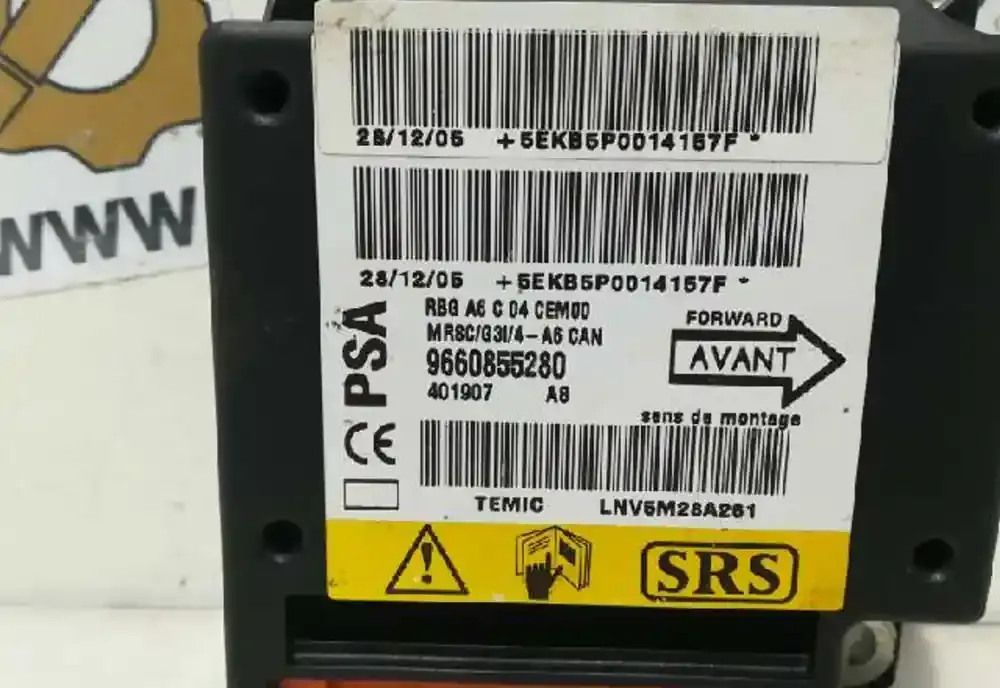 WWW
28/12/05 +5EKB5P0014157F *
28/12/05 +5EKB5P0014157F *
PSA
RBG A6 C 04 CEM00
MRSC/G3I/4-A6 CAN
9660855280
401907 A8
FORWARD
AVANT
sens de montage
CE
TEMIC LNV5M28A261
SRS